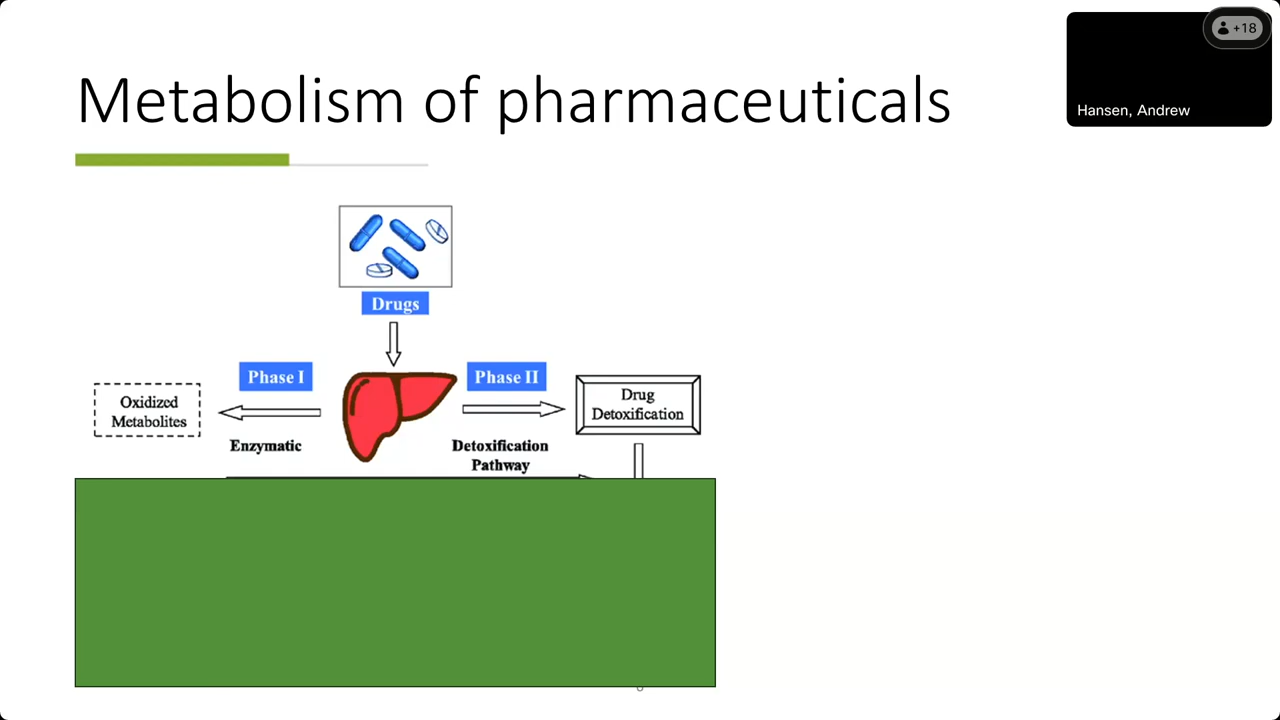 +18
Hansen, Andrew
Metabolism of pharmaceuticals
Drugs
Phase I
Phase II
Oxidized
Metabolites
Drug
Detoxification
Enzymatic
Detoxification
Pathway